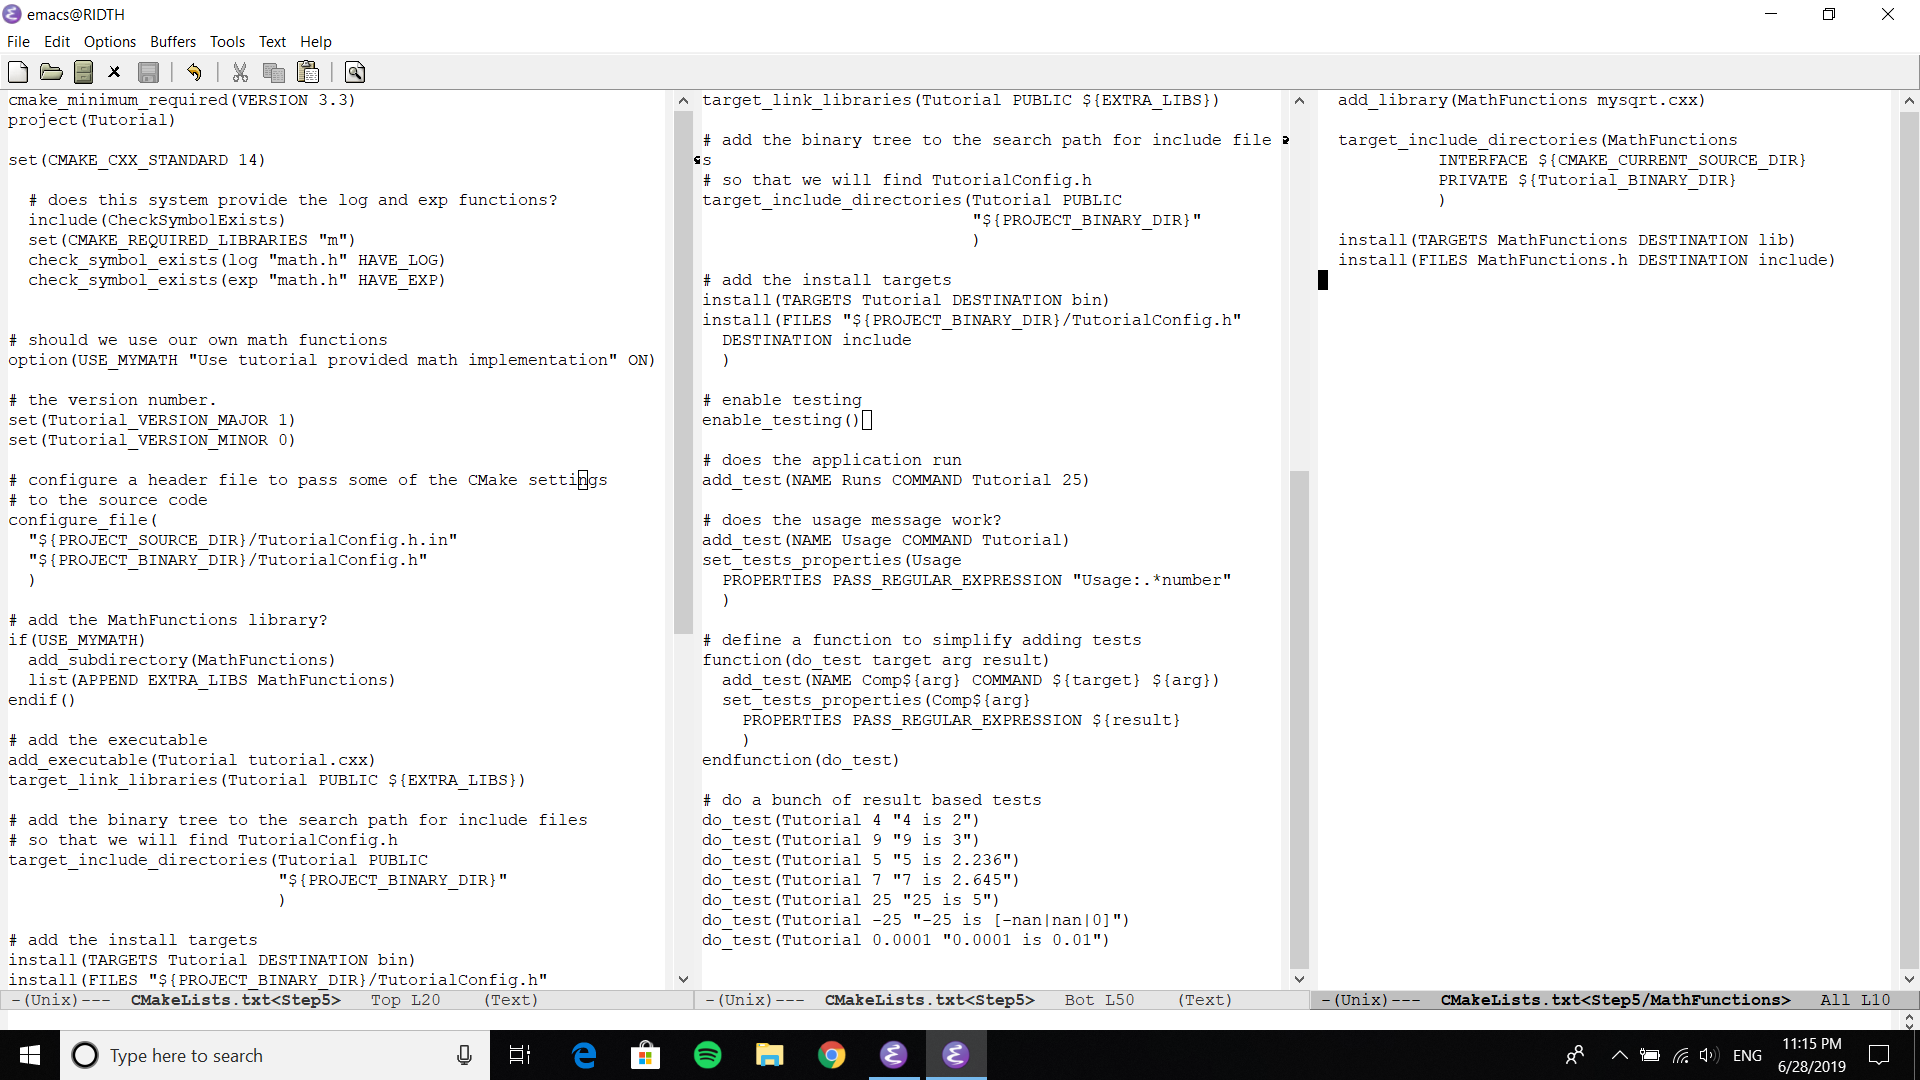 emacs@RIDTH
File Edit Options Buffers Tools Text Help
cmake_minimum_required(VERSION 3.3)
project(Tutorial)
set(CMAKE_CXX_STANDARD 14)
# does this system provide the log and exp functions?
include(CheckSymbolExists)
set(CMAKE_REQUIRED_LIBRARIES "m")
check_symbol_exists(log "math.h" HAVE_LOG)
check_symbol_exists(exp "math.h" HAVE_EXP)
# should we use our own math functions
option(USE_MYMATH "Use tutorial provided math implementation" ON)
# the version number.
set(Tutorial_VERSION_MAJOR 1)
set(Tutorial_VERSION_MINOR 0)
# configure a header file to pass some of the CMake settings
# to the source code
configure_file(
"${PROJECT_SOURCE_DIR}/TutorialConfig.h.in"
"${PROJECT_BINARY_DIR}/TutorialConfig.h"
)
# add the MathFunctions library?
if(USE_MYMATH)
add_subdirectory(MathFunctions)
list(APPEND EXTRA_LIBS MathFunctions)
endif()
# add the executable
add_executable(Tutorial tutorial.cxx)
target_link_libraries(Tutorial PUBLIC ${EXTRA_LIBS})
# add the binary tree to the search path for include files
# so that we will find TutorialConfig.h
target_include_directories(Tutorial PUBLIC
"${PROJECT_BINARY_DIR}"
)
# add the install targets
install(TARGETS Tutorial DESTINATION bin)
install(FILES "${PROJECT_BINARY_DIR}/TutorialConfig.h"
-(Unix)--- CMakeLists.txt<Step5> Top L20 (Text)
target_link_libraries(Tutorial PUBLIC ${EXTRA_LIBS})
# add the binary tree to the search path for include file
s
# so that we will find TutorialConfig.h
target_include_directories(Tutorial PUBLIC
"${PROJECT_BINARY_DIR}"
)
# add the install targets
install(TARGETS Tutorial DESTINATION bin)
install(FILES "${PROJECT_BINARY_DIR}/TutorialConfig.h"
DESTINATION include
)
# enable testing
enable_testing()
# does the application run
add_test(NAME Runs COMMAND Tutorial 25)
# does the usage message work?
add_test(NAME Usage COMMAND Tutorial)
set_tests_properties(Usage
PROPERTIES PASS_REGULAR_EXPRESSION "Usage:.*number"
)
# define a function to simplify adding tests
function(do_test target arg result)
add_test(NAME Comp${arg} COMMAND ${target} ${arg})
set_tests_properties(Comp${arg}
PROPERTIES PASS_REGULAR_EXPRESSION ${result}
)
endfunction(do_test)
# do a bunch of result based tests
do_test(Tutorial 4 "4 is 2")
do_test(Tutorial 9 "9 is 3")
do_test(Tutorial 5 "5 is 2.236")
do_test(Tutorial 7 "7 is 2.645")
do_test(Tutorial 25 "25 is 5")
do_test(Tutorial -25 "-25 is [-nan|nan|0]")
do_test(Tutorial 0.0001 "0.0001 is 0.01")
-(Unix)--- CMakeLists.txt<Step5> Bot L50 (Text)
add_library(MathFunctions mysqrt.cxx)
target_include_directories(MathFunctions
INTERFACE ${CMAKE_CURRENT_SOURCE_DIR}
PRIVATE ${Tutorial_BINARY_DIR}
)
install(TARGETS MathFunctions DESTINATION lib)
install(FILES MathFunctions.h DESTINATION include)
-(Unix)--- CMakeLists.txt<Step5/MathFunctions> All L10
Type here to search
ENG
11:15 PM
6/28/2019